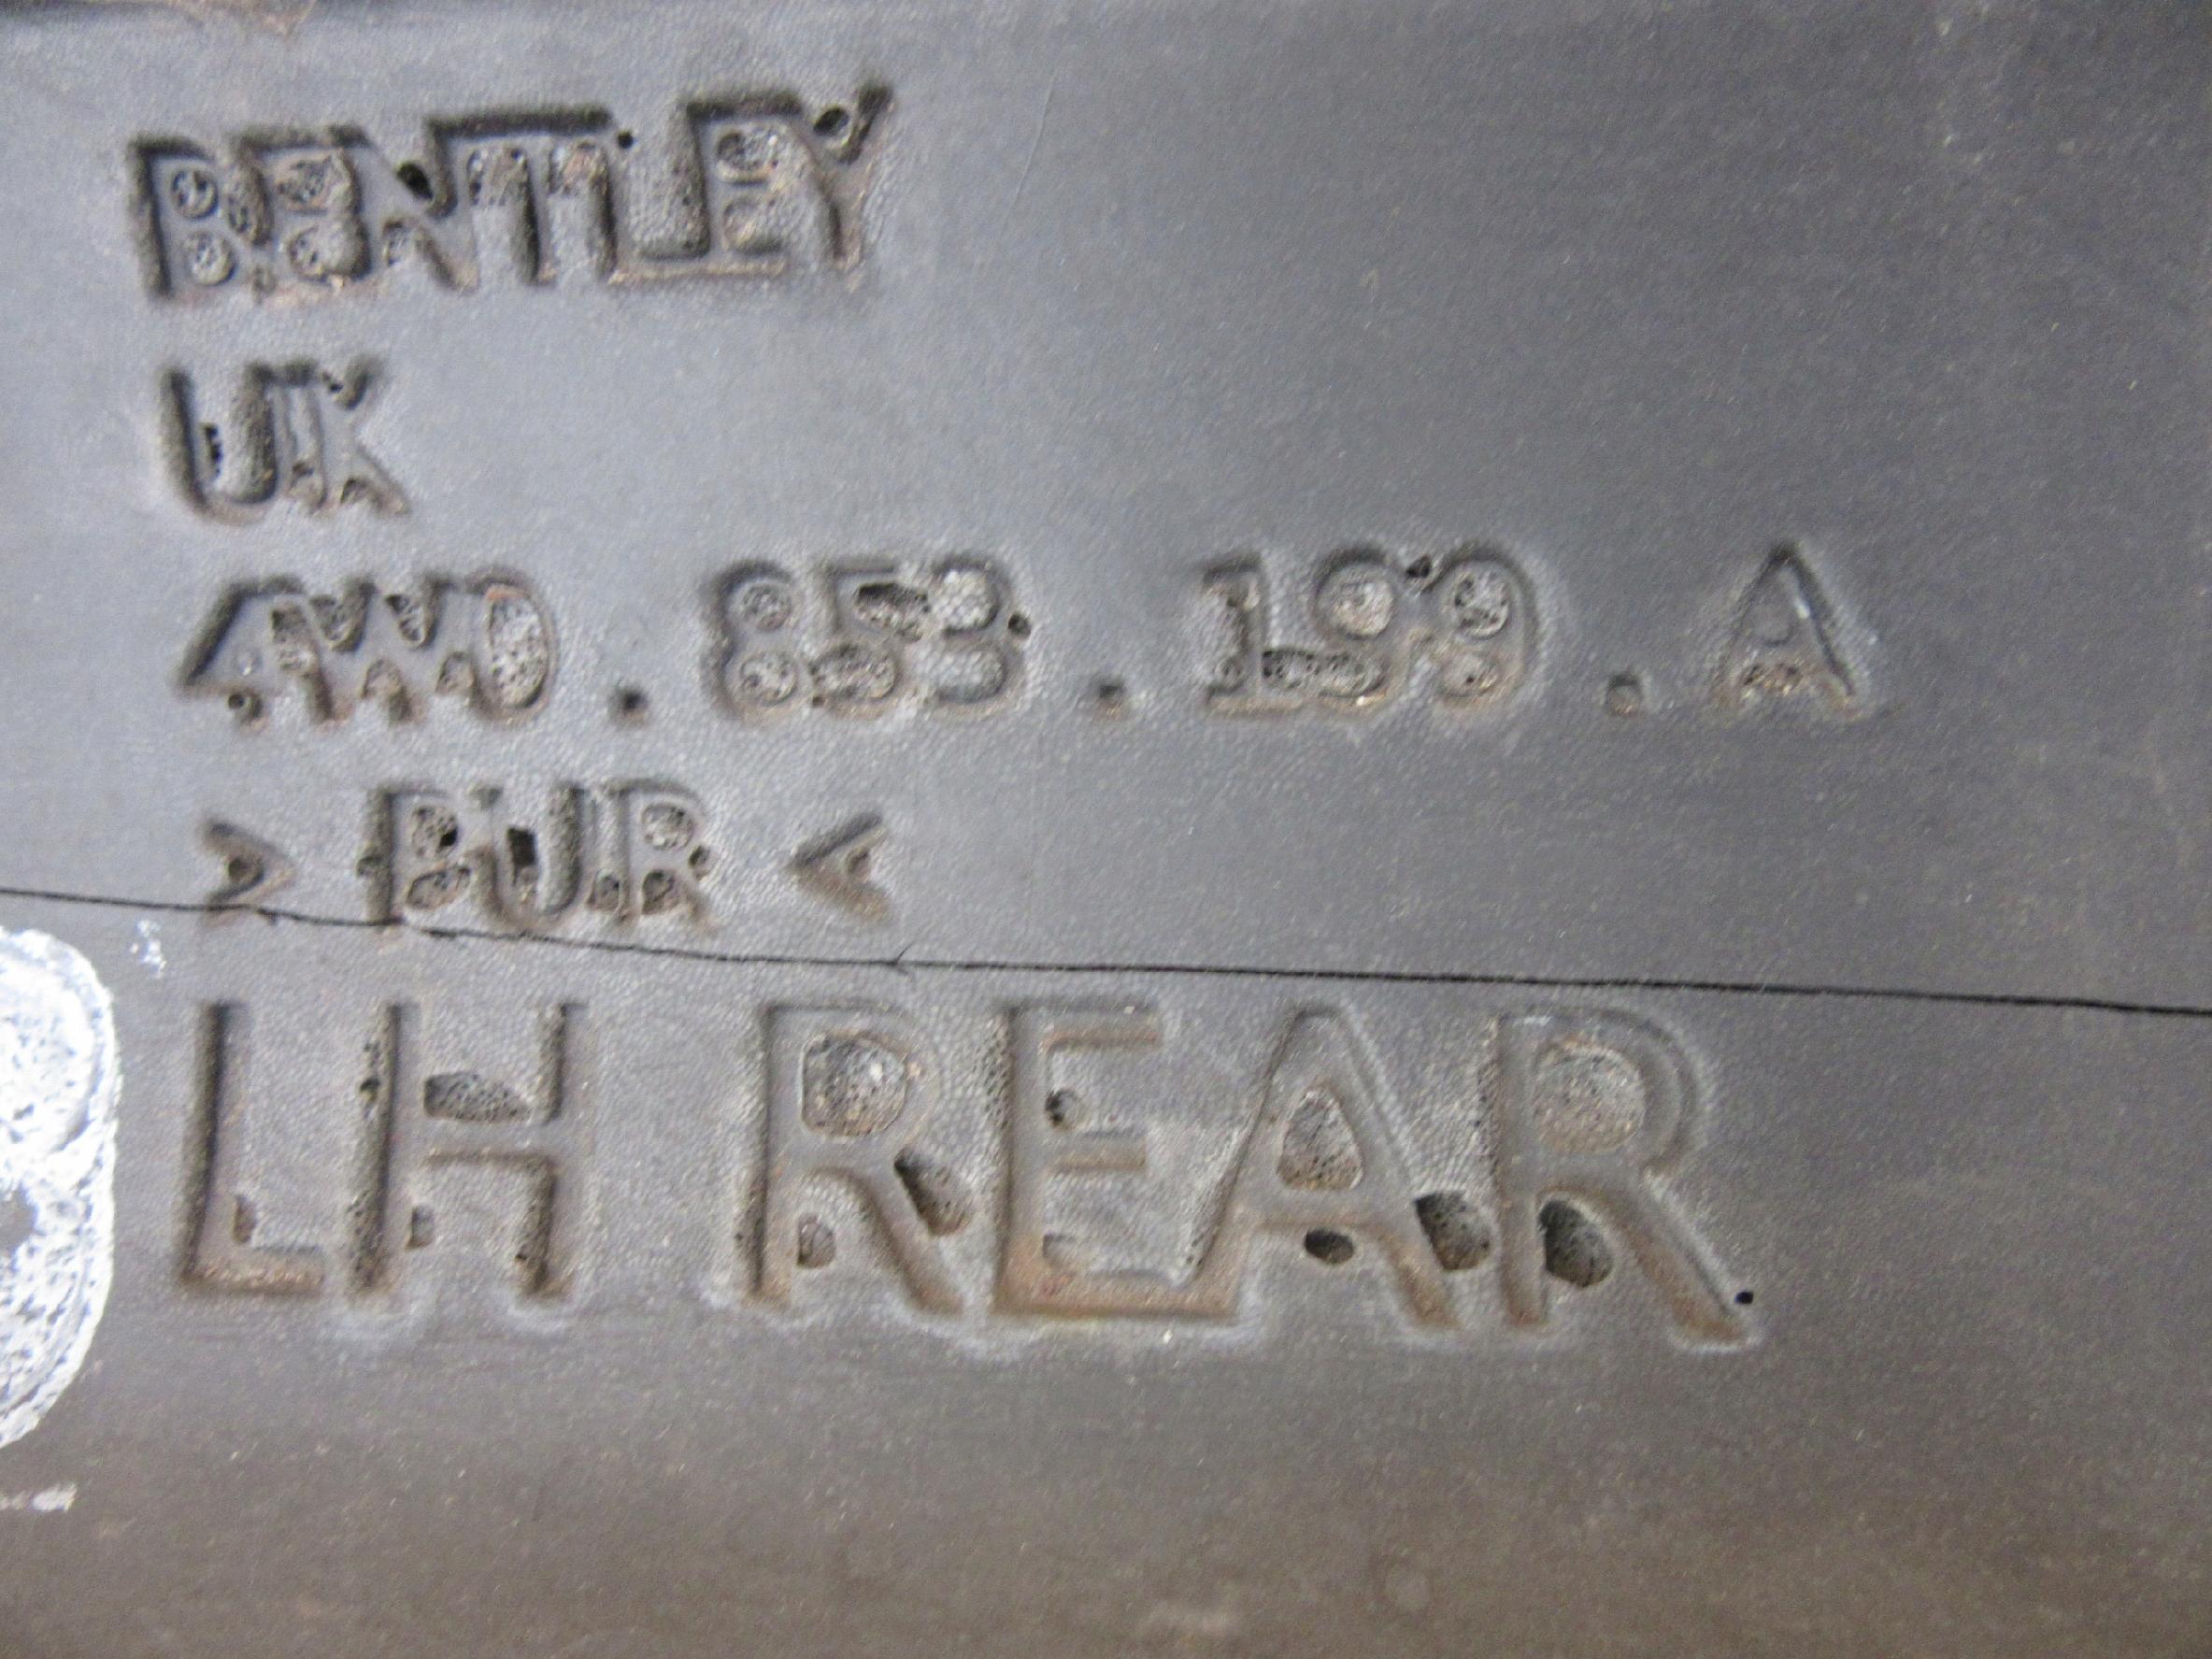 BENTLEY
UK
4W0.853.199.A
>PUR<
LH REAR